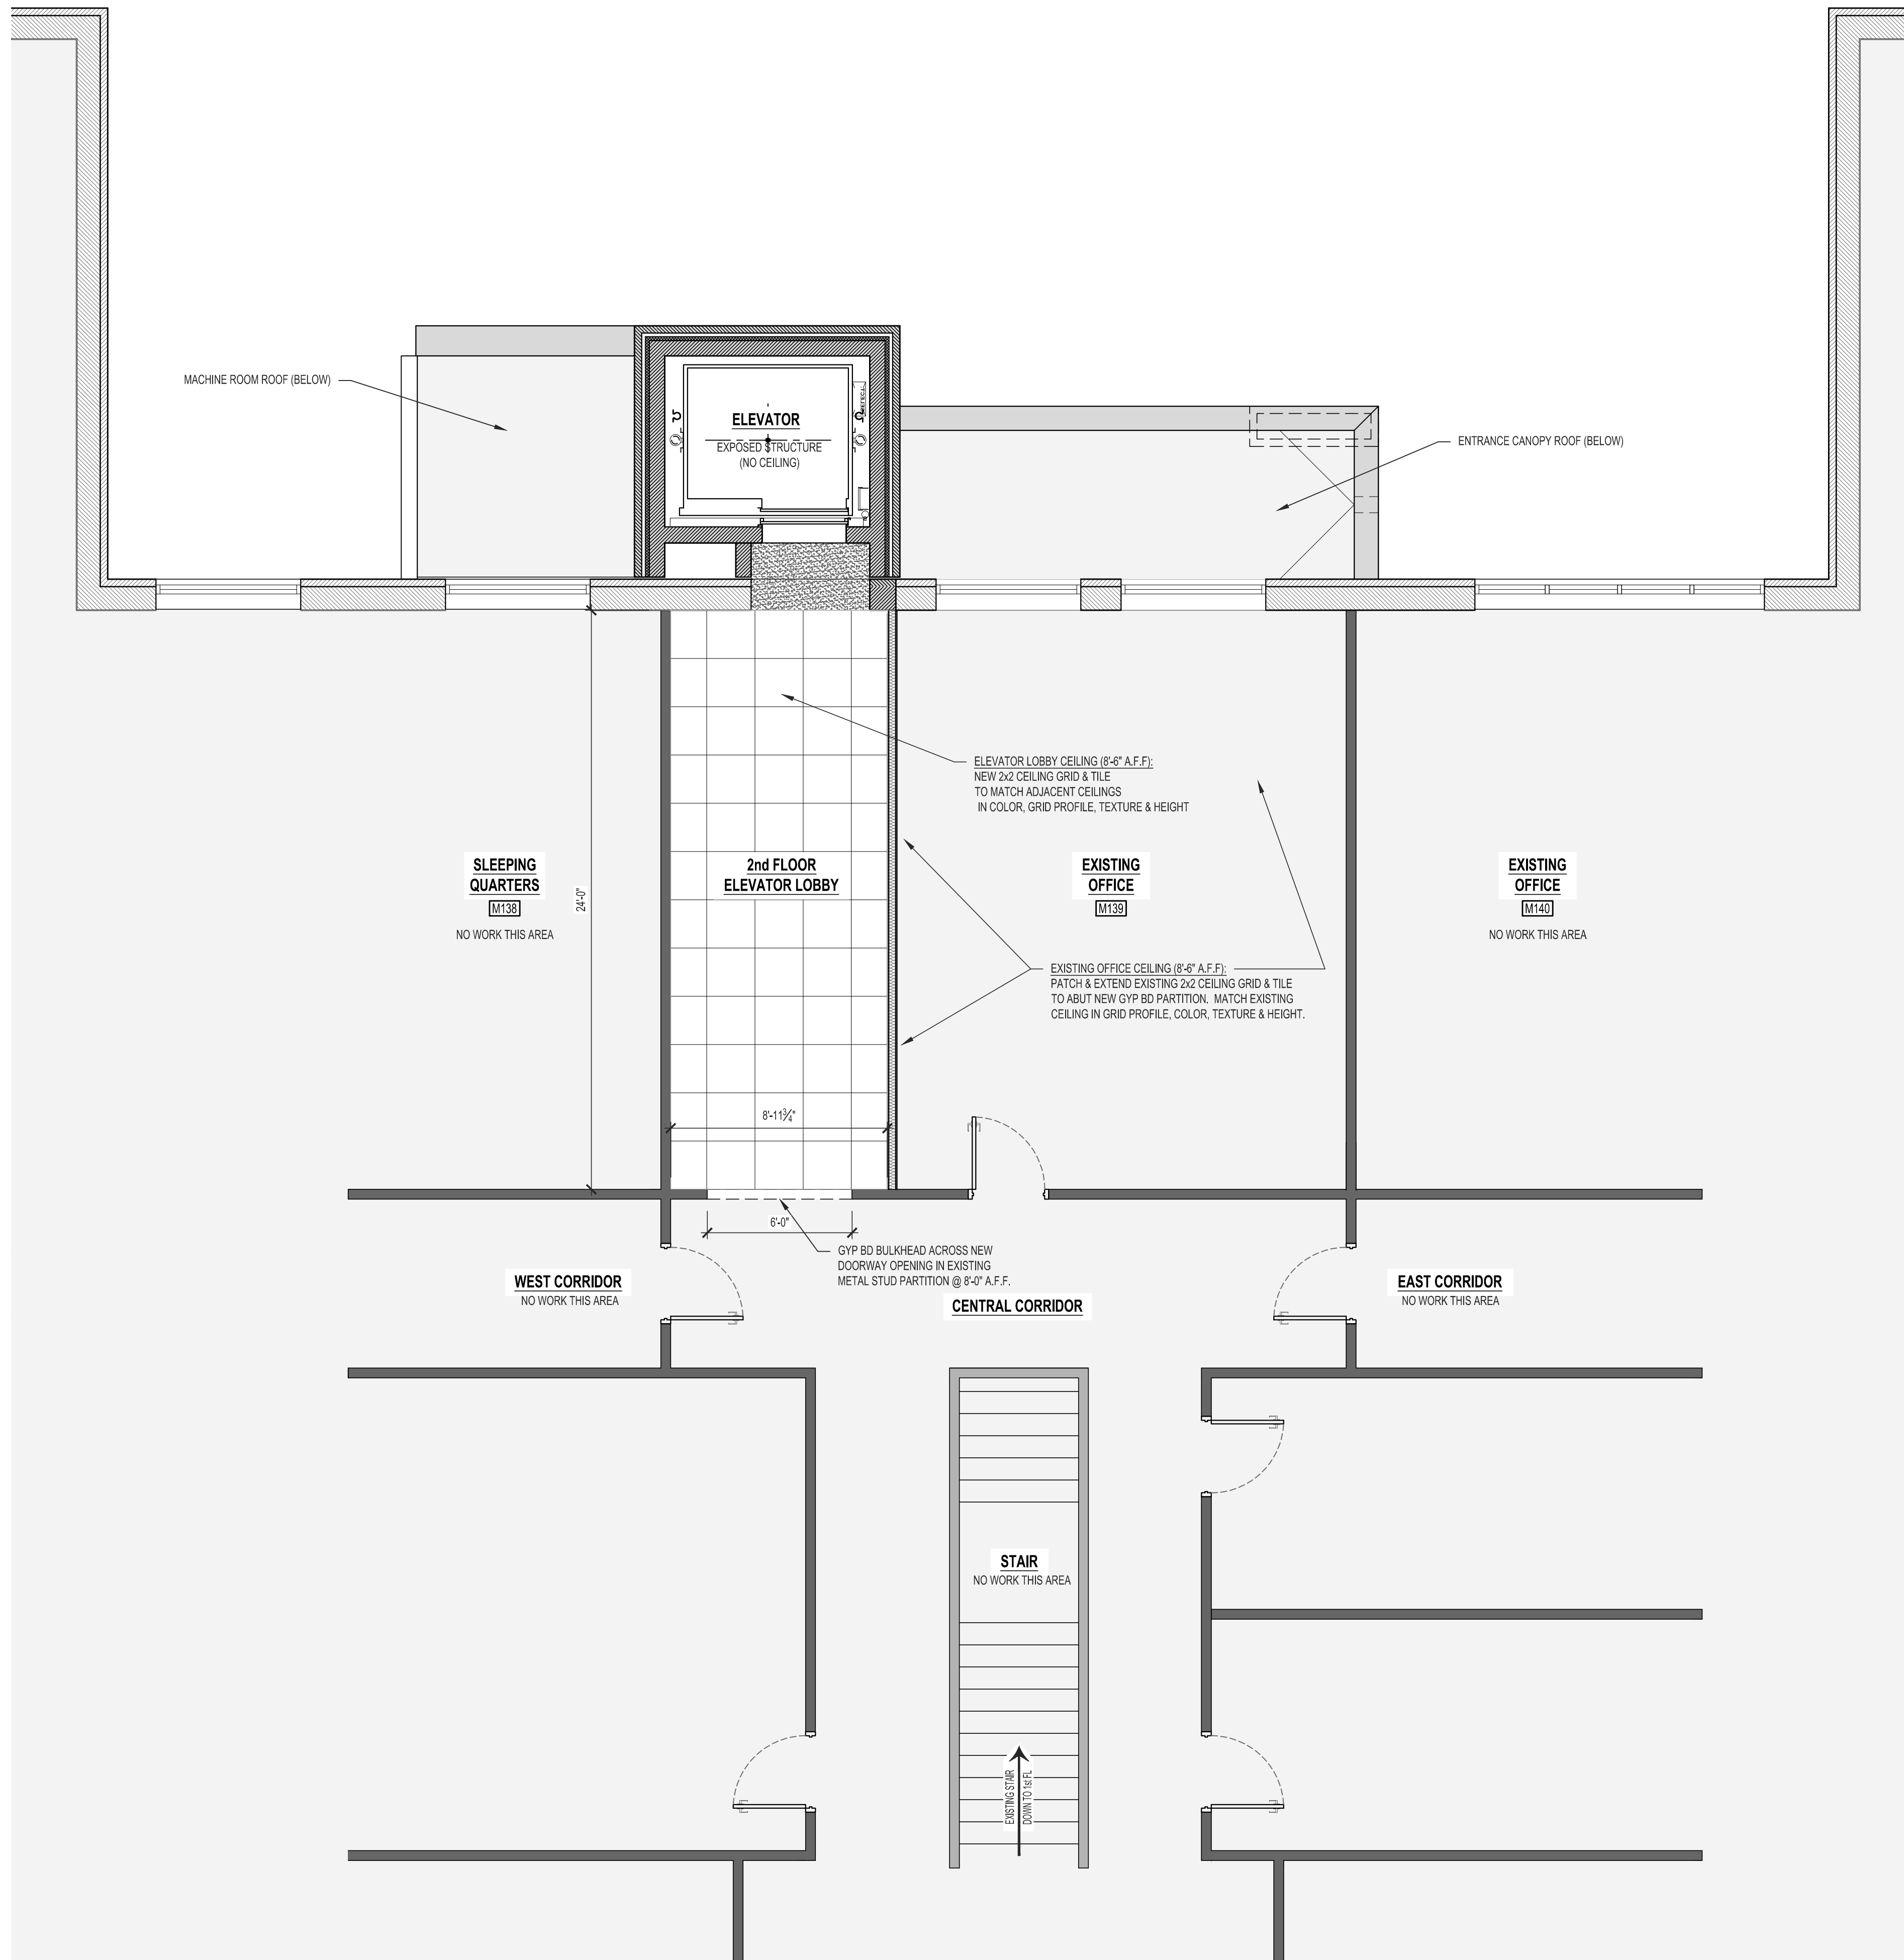 MACHINE ROOM ROOF (BELOW)
ELEVATOR
EXPOSED STRUCTURE
(NO CEILING)
ENTRANCE CANOPY ROOF (BELOW)
ELEVATOR LOBBY CEILING (8'-6" A.F.F):
NEW 2x2 CEILING GRID & TILE
TO MATCH ADJACENT CEILINGS
IN COLOR, GRID PROFILE, TEXTURE & HEIGHT
SLEEPING
QUARTERS
M138
NO WORK THIS AREA
24'-0"
2nd FLOOR
ELEVATOR LOBBY
EXISTING
OFFICE
M139
EXISTING
OFFICE
M140
NO WORK THIS AREA
EXISTING OFFICE CEILING (8'-6" A.F.F):
PATCH & EXTEND EXISTING 2x2 CEILING GRID & TILE
TO ABUT NEW GYP BD PARTITION. MATCH EXISTING
CEILING IN GRID PROFILE, COLOR, TEXTURE & HEIGHT.
8'-11¾"
6'-0"
GYP BD BULKHEAD ACROSS NEW
DOORWAY OPENING IN EXISTING
METAL STUD PARTITION @ 8'-0" A.F.F.
WEST CORRIDOR
NO WORK THIS AREA
CENTRAL CORRIDOR
EAST CORRIDOR
NO WORK THIS AREA
STAIR
NO WORK THIS AREA
EXISTING STAIR
DOWN TO 1st FL